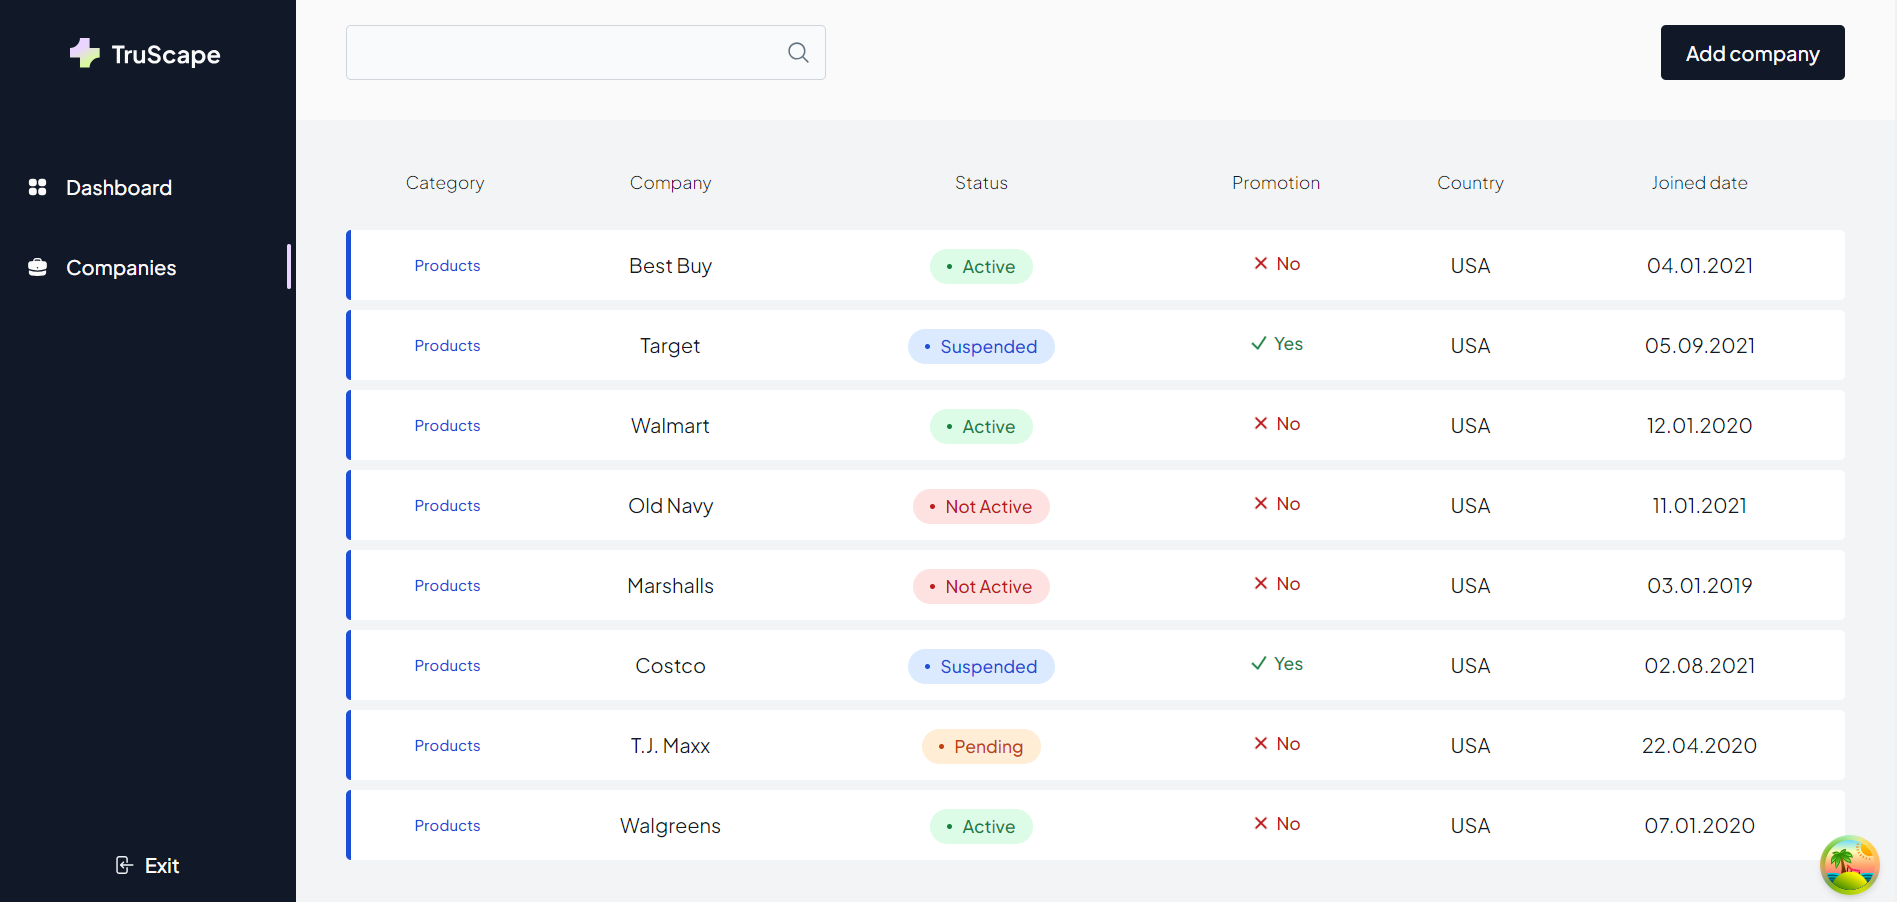 TruScape
Add company
Dashboard
Companies
Exit
Category Company Status Promotion Country Joined date
Products Best Buy • Active No USA 04.01.2021
Products Target • Suspended Yes USA 05.09.2021
Products Walmart • Active No USA 12.01.2020
Products Old Navy • Not Active No USA 11.01.2021
Products Marshalls • Not Active No USA 03.01.2019
Products Costco • Suspended Yes USA 02.08.2021
Products T.J. Maxx • Pending No USA 22.04.2020
Products Walgreens • Active No USA 07.01.2020